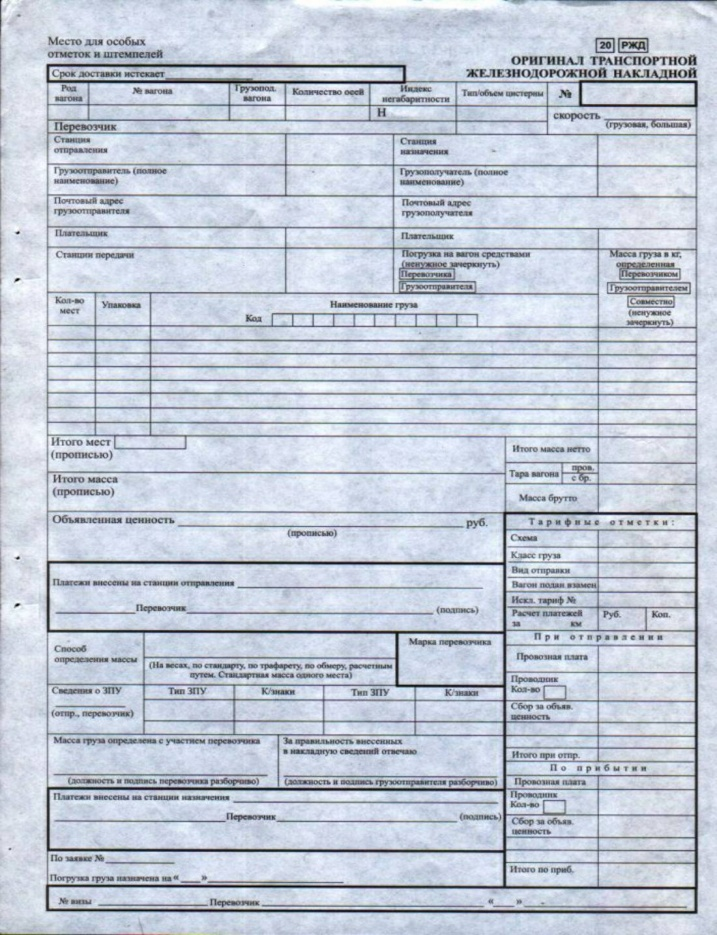 Место для особых
отметок и штемпелей
20 РЖД
ОРИГИНАЛ ТРАНСПОРТНОЙ
ЖЕЛЕЗНОДОРОЖНОЙ НАКЛАДНОЙ
Срок доставки истекает
Род
вагона
№ вагона
Грузопод.
вагона
Количество осей
Индекс
негабаритности
Тип/объем цистерны
№
Н
скорость
(грузовая, большая)
Перевозчик
Станция
отправления
Станция
назначения
Грузоотправитель (полное
наименование)
Грузополучатель (полное
наименование)
Почтовый адрес
грузоотправителя
Почтовый адрес
грузополучателя
Плательщик
Плательщик
Станции передачи
Погрузка на вагон средствами
(ненужное зачеркнуть)
Перевозчика
Грузоотправителя
Масса груза в кг,
определенная
Перевозчиком
Грузоотправителем
Совместно
(ненужное
зачеркнуть)
Кол-во
мест
Упаковка
Наименование груза
Код
Итого мест
(прописью)
Итого масса нетто
Итого масса
(прописью)
Тара вагона
пров.
с бр.
Масса брутто
Объявленная ценность руб.
(прописью)
Тарифные отметки:
Схема
Класс груза
Вид отправки
Вагон подан взамен
Искл. тариф №
Расчет платежей
за км
Руб. Коп.
Платежи внесены на станции отправления
Перевозчик (подпись)
При отправлении
Провозная плата
Проводник
Кол-во
Сбор за объяв.
ценность
Итого при отпр.
Способ
определения массы
(На весах, по стандарту, по трафарету, по обмеру, расчетным
путем. Стандартная масса одного места)
Марка перевозчика
Сведения о ЗПУ
(отпр., перевозчик)
Тип ЗПУ К/знаки Тип ЗПУ К/знаки
Масса груза определена с участием перевозчика
(должность и подпись перевозчика разборчиво)
За правильность внесенных
в накладную сведений отвечаю
(должность и подпись грузоотправителя разборчиво)
По прибытии
Провозная плата
Проводник
Кол-во
Сбор за объяв.
ценность
Итого по приб.
Платежи внесены на станции назначения
Перевозчик (подпись)
По заявке №
Погрузка груза назначена на « »
№ визы Перевозчик « »